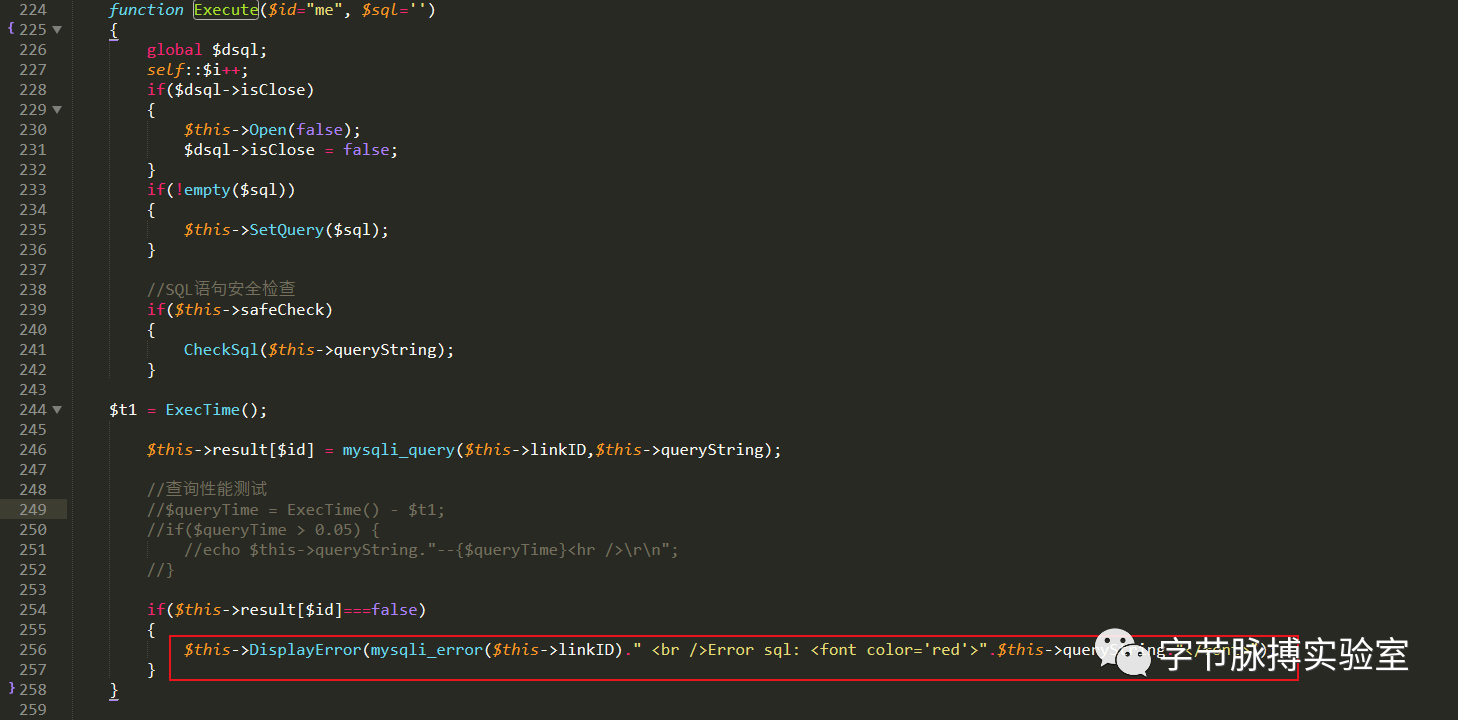 224 function Execute($id="me", $sql='')
225 {
226 global $dsql;
227 self::$i++;
228 if($dsql->isClose)
229 {
230 $this->Open(false);
231 $dsql->isClose = false;
232 }
233 if(!empty($sql))
234 {
235 $this->SetQuery($sql);
236 }
237
238 //SQL语句安全检查
239 if($this->safeCheck)
240 {
241 CheckSql($this->queryString);
242 }
243
244 $t1 = ExecTime();
245
246 $this->result[$id] = mysqli_query($this->linkID,$this->queryString);
247
248 //查询性能测试
249 //$queryTime = ExecTime() - $t1;
250 //if($queryTime > 0.05) {
251 //echo $this->queryString."--{$queryTime}<hr />\r\n";
252 //}
253
254 if($this->result[$id]===false)
255 {
256 $this->DisplayError(mysqli_error($this->linkID)." <br />Error sql: <font color='red'>".$this->
257 }
258 }
259
字节脉搏实验室